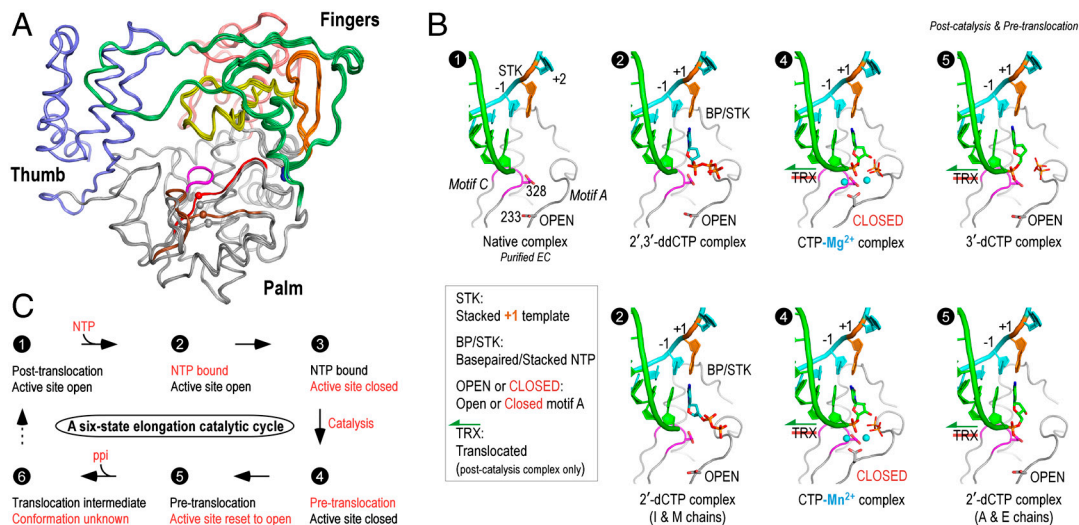 A
Fingers
Thumb
Palm
B
Post-catalysis & Pre-translocation
1
STK
+2
-1
Motif C
328
Motif A
233
OPEN
Native complex
Purified EC
2
+1
-1
BP/STK
OPEN
2′,3′-ddCTP complex
4
+1
-1
TRX
CLOSED
CTP-Mg2+ complex
5
+1
-1
TRX
OPEN
3′-dCTP complex
STK:
Stacked +1 template
BP/STK:
Basepaired/Stacked NTP
OPEN or CLOSED:
Open or Closed motif A
TRX:
Translocated
(post-catalysis complex only)
2
+1
-1
BP/STK
OPEN
2′-dCTP complex
(I & M chains)
4
+1
-1
TRX
CLOSED
CTP-Mn2+ complex
5
+1
-1
TRX
OPEN
2′-dCTP complex
(A & E chains)
C
NTP
1
2
3
Post-translocation
Active site open
NTP bound
Active site open
NTP bound
Active site closed
A six-state elongation catalytic cycle
Catalysis
ppi
6
5
4
Translocation intermediate
Conformation unknown
Pre-translocation
Active site reset to open
Pre-translocation
Active site closed